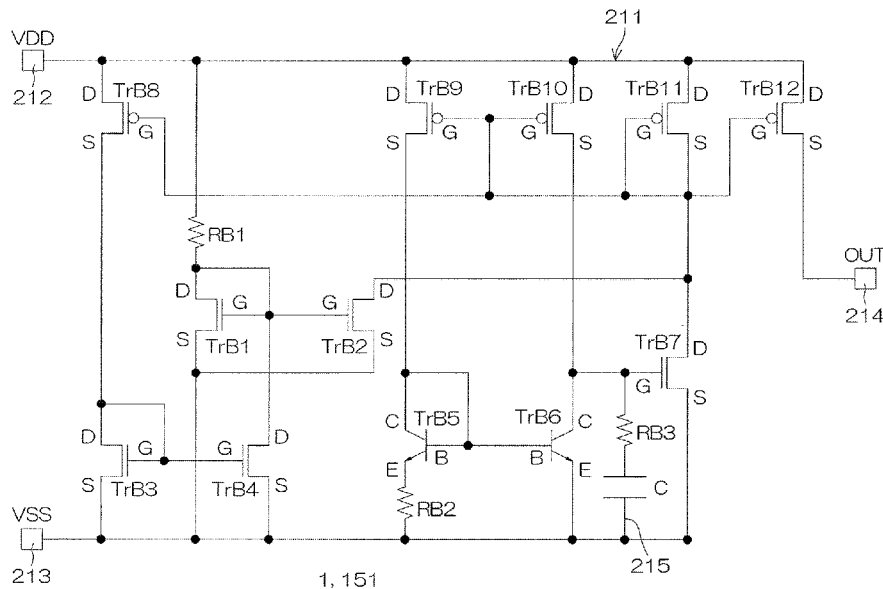 VDD
211
212
D
TrB8
G
S
D
TrB9
G
S
TrB10
D
G
S
TrB11
D
G
S
TrB12
D
G
S
RB1
OUT
214
D
G
S
TrB1
G
D
S
TrB2
TrB7
D
G
S
D
G
S
TrB3
G
D
S
TrB4
C
TrB5
B
E
TrB6
C
B
E
RB2
RB3
C
VSS
213
215
1, 151